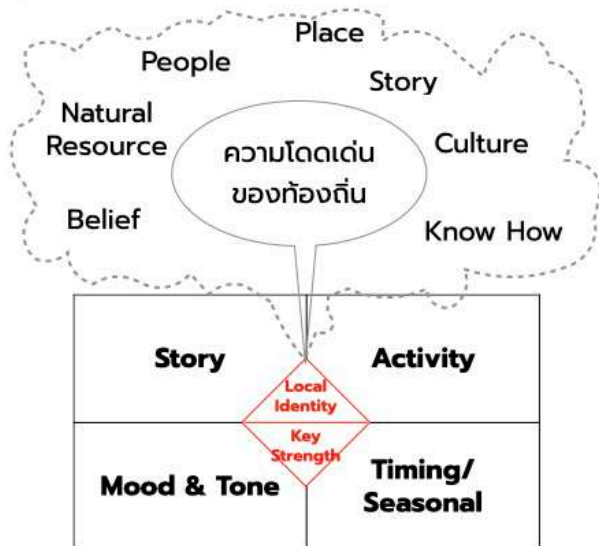 Place
People
Story
Natural
Resource
ความโดดเด่น
ของท้องถิ่น
Culture
Belief
Know How
Story
Activity
Local
Identity
Key
Strength
Mood & Tone
Timing/
Seasonal